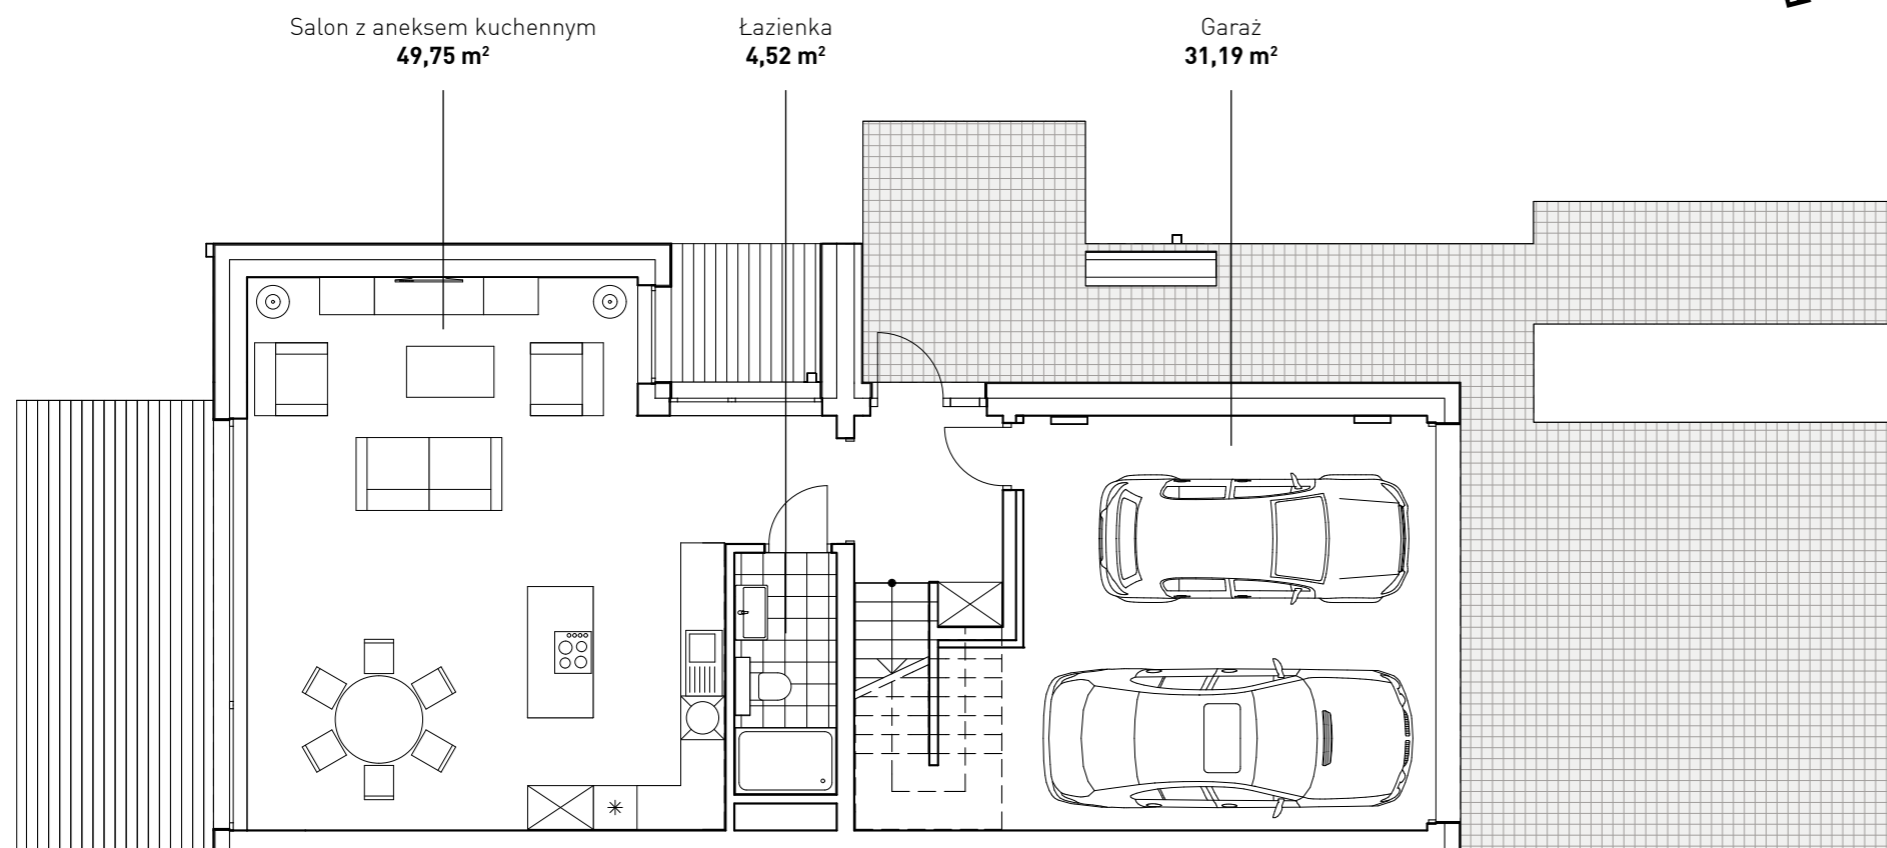 Salon z aneksem kuchennym
49,75 m²
Łazienka
4,52 m²
Garaż
31,19 m²